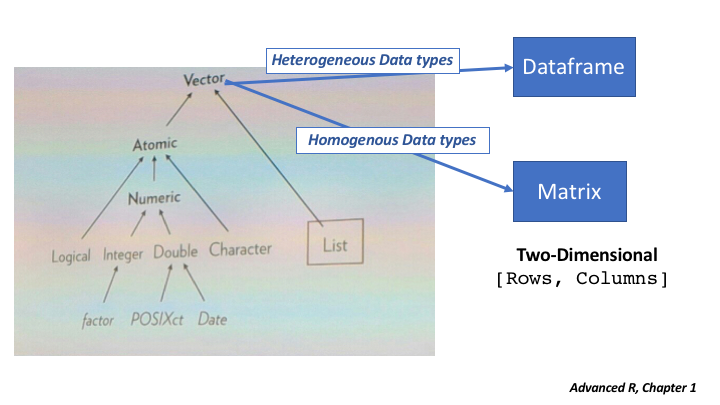 Heterogeneous Data types
Dataframe
Vector
Homogenous Data types
Atomic
Matrix
Numeric
Logical Integer Double Character
List
Two-Dimensional
[Rows, Columns]
factor POSIXct Date
Advanced R, Chapter 1